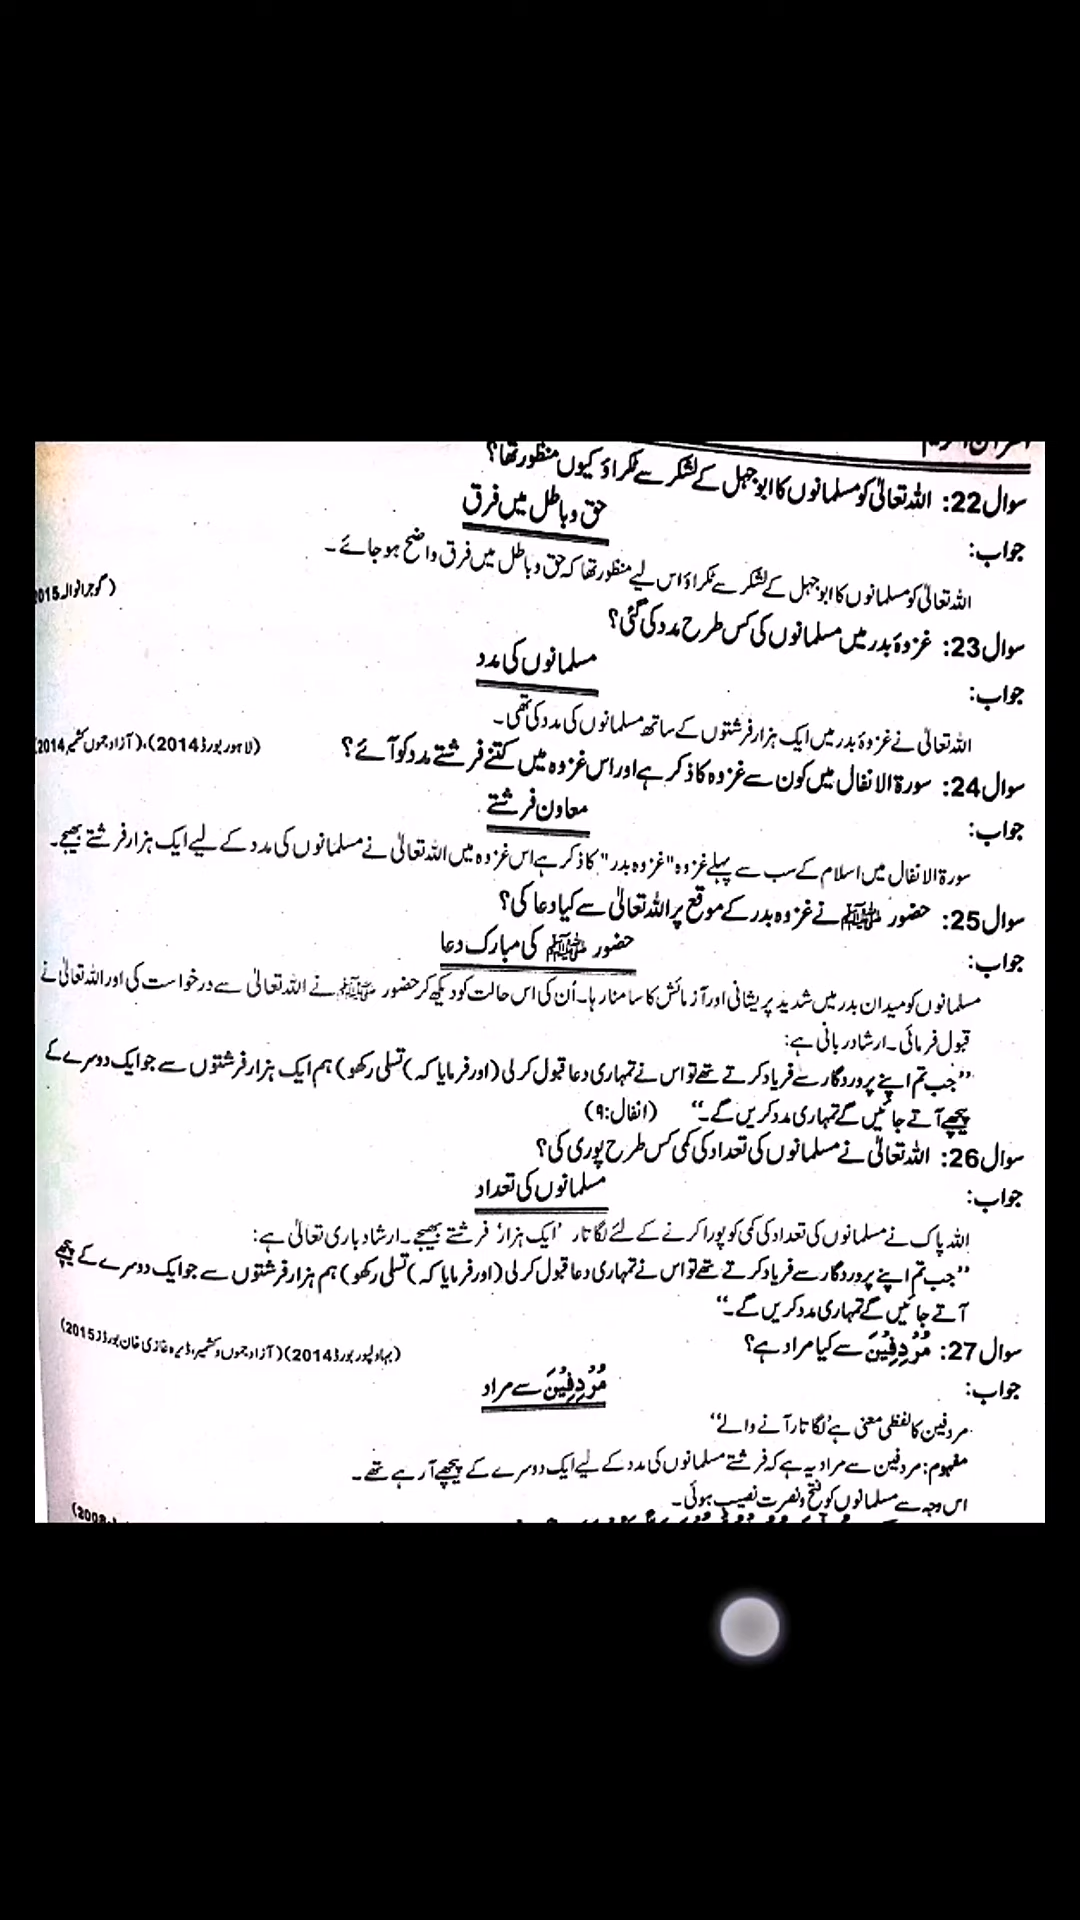 سوال22: اللہ تعالیٰ کو مسلمانوں کا ابوجہل کے لشکر سے ٹکراؤ کیوں منظور تھا؟
جواب:
حق و باطل میں فرق
اللہ تعالیٰ کو مسلمانوں کا ابوجہل کے لشکر سے ٹکراؤ اس لیے منظور تھا کہ حق و باطل میں فرق واضح ہو جائے۔
سوال23: غزوۂ بدر میں مسلمانوں کی کس طرح مدد کی گئی؟ (گوجرانوالہ 2015
جواب:
مسلمانوں کی مدد
اللہ تعالیٰ نے غزوۂ بدر میں ایک ہزار فرشتوں کے ساتھ مسلمانوں کی مدد کی تھی۔
سوال24: سورۃ الانفال میں کون سے غزوہ کا ذکر ہے اور اس غزوہ میں کتنے فرشتے مدد کو آئے؟ (لاہور بورڈ 2014)، (آزاد جموں کشمیر 2014)
جواب:
معاون فرشتے
سورۃ الانفال میں اسلام کے سب سے پہلے غزوہ "غزوہ بدر" کا ذکر ہے اس غزوہ میں اللہ تعالیٰ نے مسلمانوں کی مدد کے لیے ایک ہزار فرشتے بھیجے۔
سوال25: حضور ﷺ نے غزوہ بدر کے موقع پر اللہ تعالیٰ سے کیا دعا کی؟
جواب:
حضور ﷺ کی مبارک دعا
مسلمانوں کو میدان بدر میں شدید پریشانی اور آزمائش کا سامنا رہا۔ اُن کی اس حالت کو دیکھ کر حضور ﷺ نے اللہ تعالیٰ سے درخواست کی اور اللہ تعالیٰ نے
قبول فرمائی۔ ارشاد ربانی ہے:
”جب تم اپنے پروردگار سے فریاد کرتے تھے تو اس نے تمہاری دعا قبول کر لی (اور فرمایا کہ) تسلی رکھو) ہم ایک ہزار فرشتوں سے جو ایک دوسرے کے
پیچھے آتے جائیں گے تمہاری مدد کریں گے۔“ (انفال:۹)
سوال26: اللہ تعالیٰ نے مسلمانوں کی تعداد کی کمی کس طرح پوری کی؟
جواب:
مسلمانوں کی تعداد
اللہ پاک نے مسلمانوں کی تعداد کی کمی کو پورا کرنے کے لئے لگاتار ’ایک ہزار‘ فرشتے بھیجے۔ ارشاد باری تعالیٰ ہے:
”جب تم اپنے پروردگار سے فریاد کرتے تھے تو اس نے تمہاری دعا قبول کر لی (اور فرمایا کہ) تسلی رکھو) ہم ہزار فرشتوں سے جو ایک دوسرے کے پیچھے
آتے جائیں گے تمہاری مدد کریں گے۔“
سوال27: مُرْدِفِيْنَ سے کیا مراد ہے؟ (بہاولپور بورڈ 2014) (آزاد جموں و کشمیر، ڈیرہ غازی خان بورڈز 2015)
جواب:
مُرْدِفِيْنَ سے مراد
مردفین کا لفظی معنی ہے ’لگاتار آنے والے“
مفہوم: مردفین سے مراد یہ ہے کہ فرشتے مسلمانوں کی مدد کے لیے ایک دوسرے کے پیچھے آ رہے تھے۔
اس وجہ سے مسلمانوں کو فتح و نصرت نصیب ہوئی۔
2008)